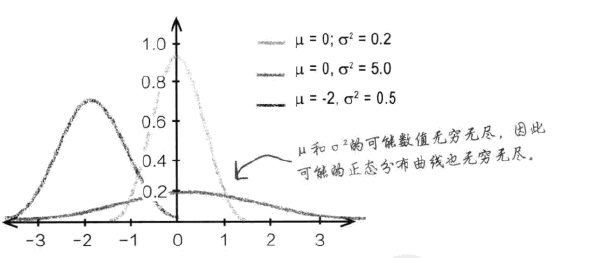 1.0
0.8
0.6
0.4
0.2
-3 -2 -1 0 1 2 3
μ = 0; σ² = 0.2
μ = 0, σ² = 5.0
μ = -2, σ² = 0.5
μ和σ²的可能数值无穷无尽，因此
可能的正态分布曲线也无穷无尽。